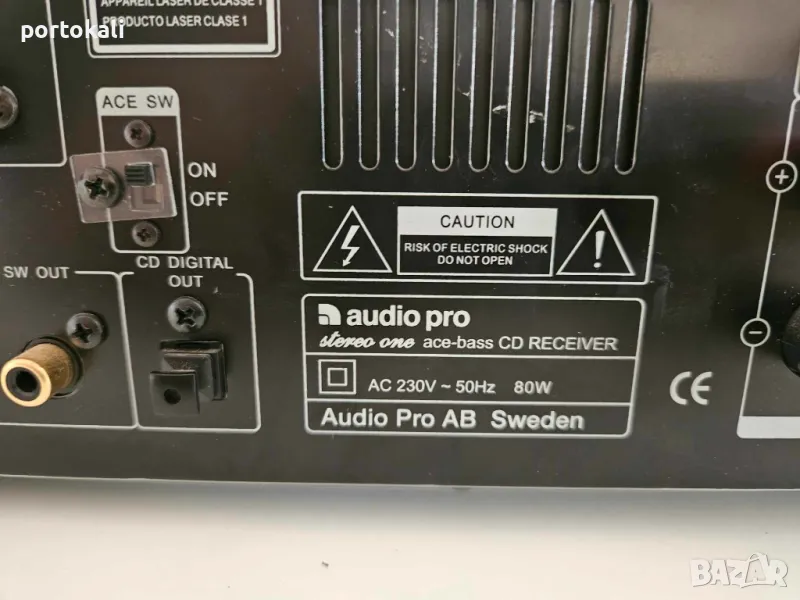 portokali
APPAREIL LASER DE CLASSE 1
PRODUCTO LASER CLASE 1
ACE SW
ON
OFF
SW OUT
CD DIGITAL
OUT
CAUTION
RISK OF ELECTRIC SHOCK
DO NOT OPEN
audio pro
stereo one ace-bass CD RECEIVER
AC 230V ~ 50Hz 80W
Audio Pro AB Sweden
CE
+
−
BAZAR